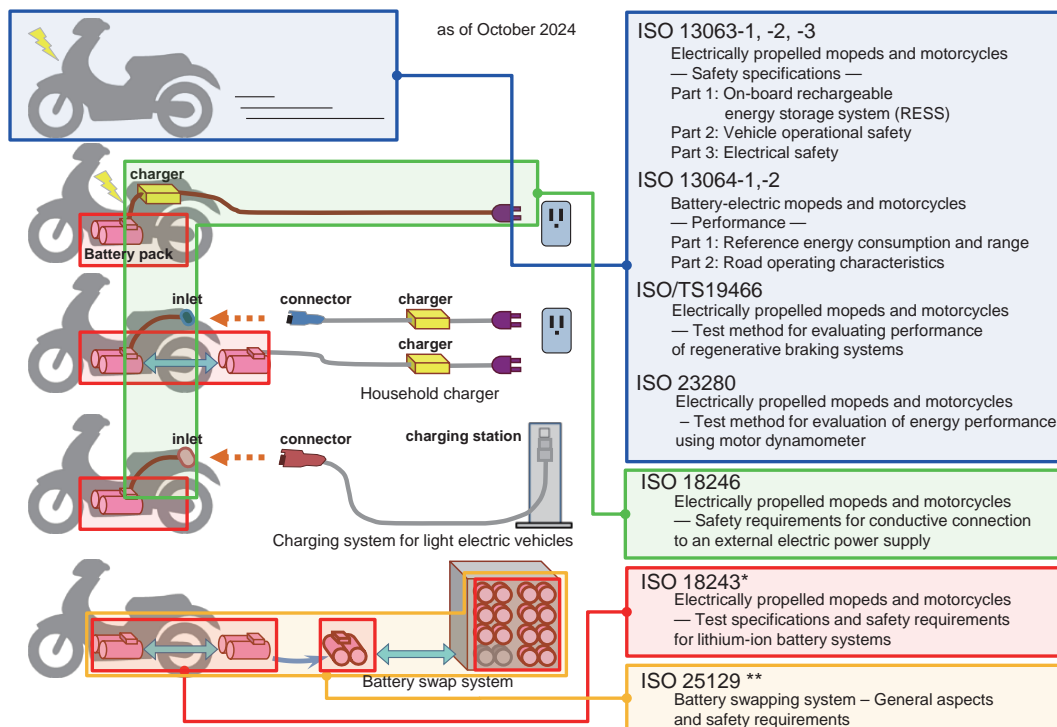 as of October 2024
charger
Battery pack
inlet
connector
charger
charger
Household charger
inlet
connector
charging station
Charging system for light electric vehicles
Battery swap system
ISO 13063-1, -2, -3
Electrically propelled mopeds and motorcycles
— Safety specifications —
Part 1: On-board rechargeable
energy storage system (RESS)
Part 2: Vehicle operational safety
Part 3: Electrical safety
ISO 13064-1,-2
Battery-electric mopeds and motorcycles
— Performance —
Part 1: Reference energy consumption and range
Part 2: Road operating characteristics
ISO/TS19466
Electrically propelled mopeds and motorcycles
— Test method for evaluating performance
of regenerative braking systems
ISO 23280
Electrically propelled mopeds and motorcycles
– Test method for evaluation of energy performance
using motor dynamometer
ISO 18246
Electrically propelled mopeds and motorcycles
— Safety requirements for conductive connection
to an external electric power supply
ISO 18243*
Electrically propelled mopeds and motorcycles
— Test specifications and safety requirements
for lithium-ion battery systems
ISO 25129 **
Battery swapping system – General aspects
and safety requirements